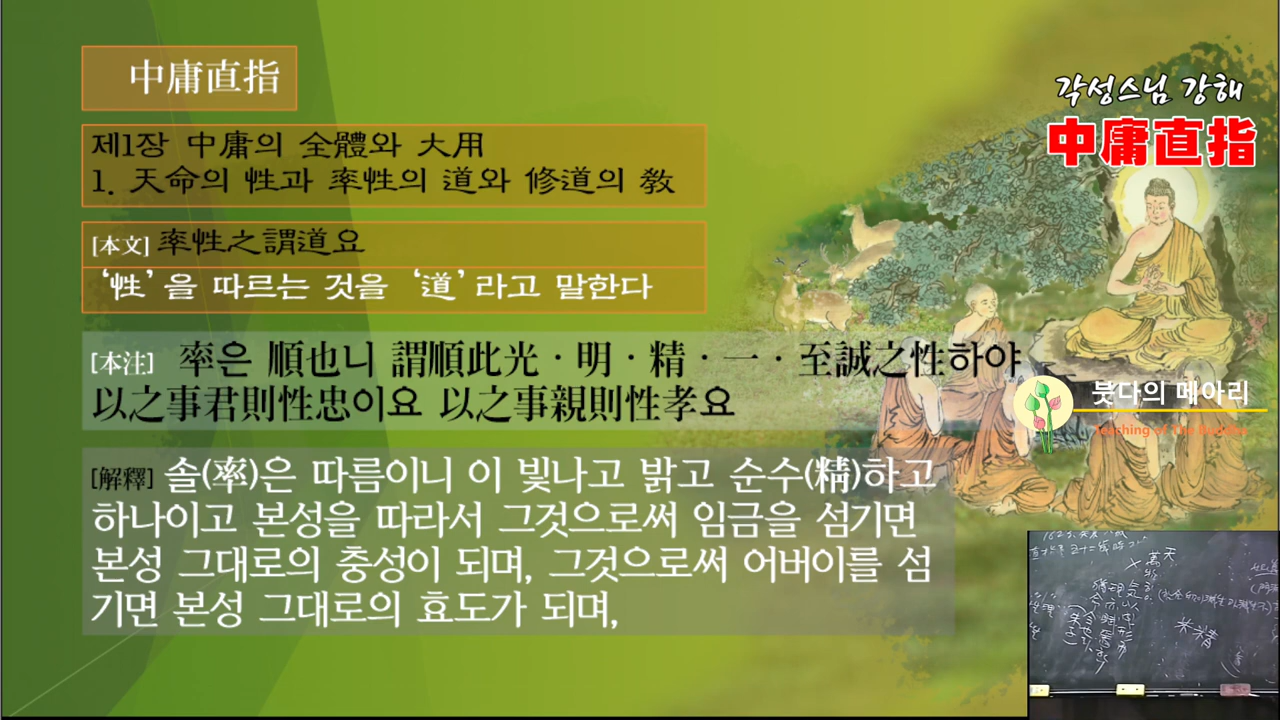 中庸直指
제1장 中庸의 全體와 大用
1. 天命의 性과 率性의 道와 修道의 敎
[本文] 率性之謂道요
‘性’을 따르는 것을 ‘道’라고 말한다
[本注] 率은 順也니 謂順此光·明·精·一·至誠之性하야
以之事君則性忠이요 以之事親則性孝요
[解釋] 솔(率)은 따름이니 이 빛나고 밝고 순수(精)하고
하나이고 본성을 따라서 그것으로써 임금을 섬기면
본성 그대로의 충성이 되며, 그것으로써 어버이를 섬
기면 본성 그대로의 효도가 되며,
각성스님 강해
中庸直指
붓다의 메아리
Teaching of The Buddha
萬天
米精